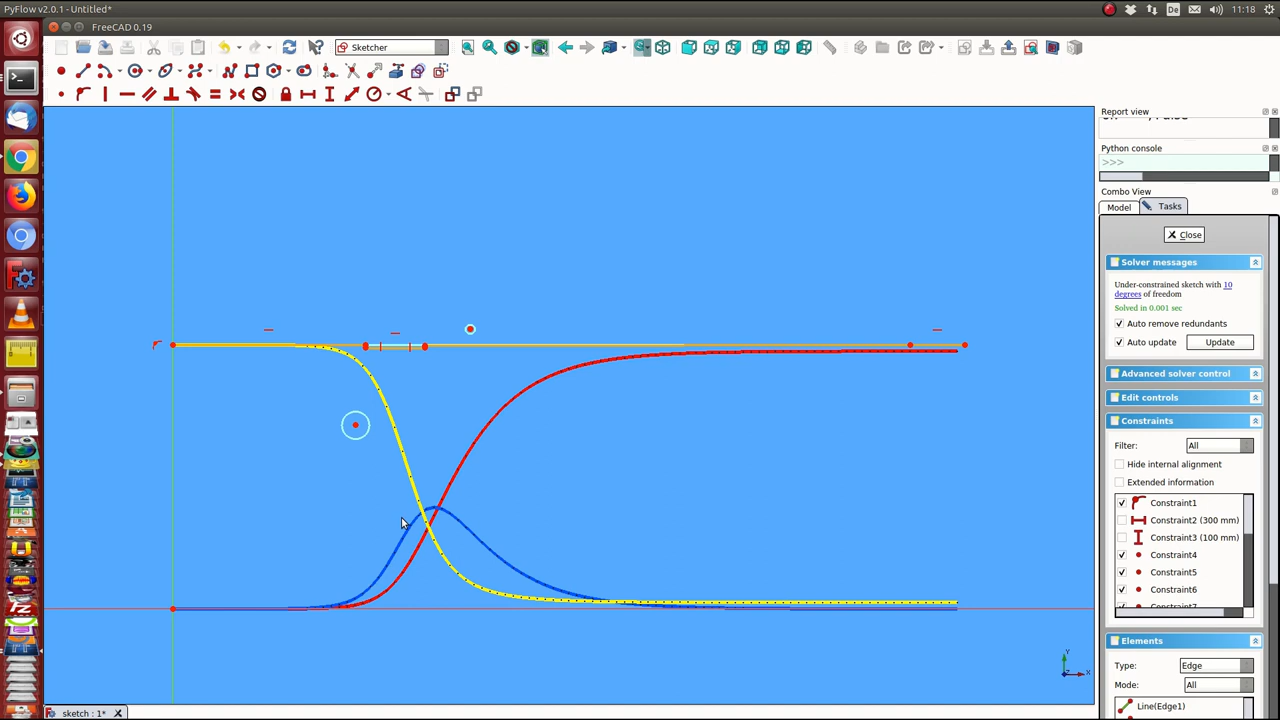 PyFlow v2.0.1 - Untitled*
De
11:18
FreeCAD 0.19
Sketcher
Report view
Python console
>>>
Combo View
Model
Tasks
Close
Solver messages
Under-constrained sketch with 10
degrees of freedom
Solved in 0.001 sec
Auto remove redundants
Auto update
Update
Advanced solver control
Edit controls
Constraints
Filter:
All
Hide internal alignment
Extended information
Constraint1
Constraint2 (300 mm)
Constraint3 (100 mm)
Constraint4
Constraint5
Constraint6
Constraint7
Elements
Type:
Edge
Mode:
All
Line(Edge1)
Y
X
sketch : 1*